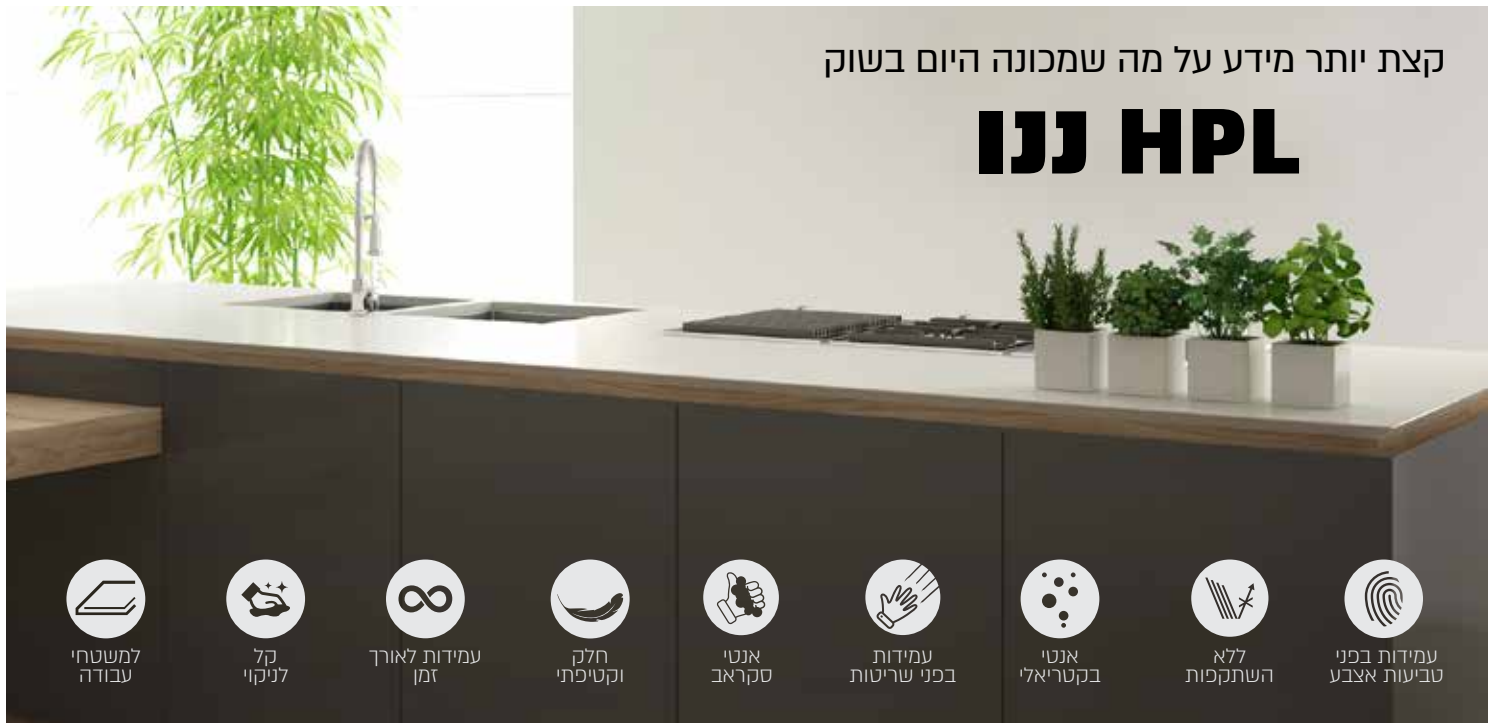 קצת יותר מידע על מה שמכונה היום בשוק
HPL ננו
עמידות בפני
טביעות אצבע
ללא
השתקפות
אנטי
בקטריאלי
עמידות
בפני שריטות
אנטי
סקראב
חלק
וקטיפתי
עמידות לאורך
זמן
קל
לניקוי
למשטחי
עבודה